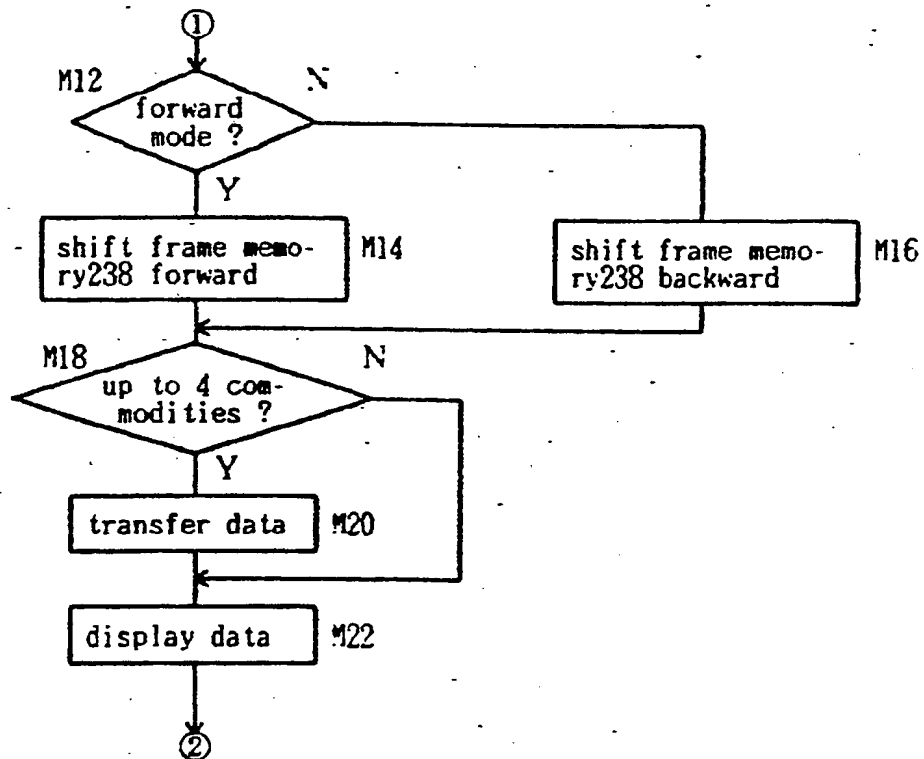 ①
M12
N
forward
mode ?
Y
shift frame memo-
ry238 forward
M14
shift frame memo-
ry238 backward
M16
M18
N
up to 4 com-
modities ?
Y
transfer data
M20
display data
M22
②